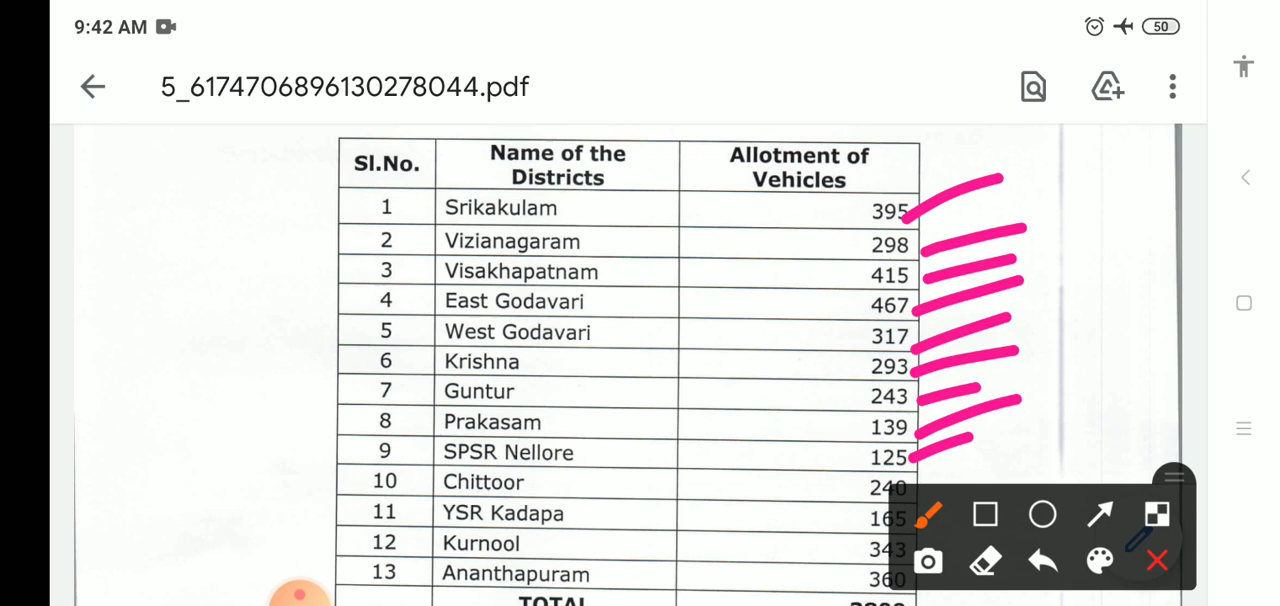 9:42 AM
50
5_6174706896130278044.pdf
Sl.No. Name of the Districts Allotment of Vehicles
1 Srikakulam 395
2 Vizianagaram 298
3 Visakhapatnam 415
4 East Godavari 467
5 West Godavari 317
6 Krishna 293
7 Guntur 243
8 Prakasam 139
9 SPSR Nellore 125
10 Chittoor 240
11 YSR Kadapa 165
12 Kurnool 343
13 Ananthapuram 360
TOTAL